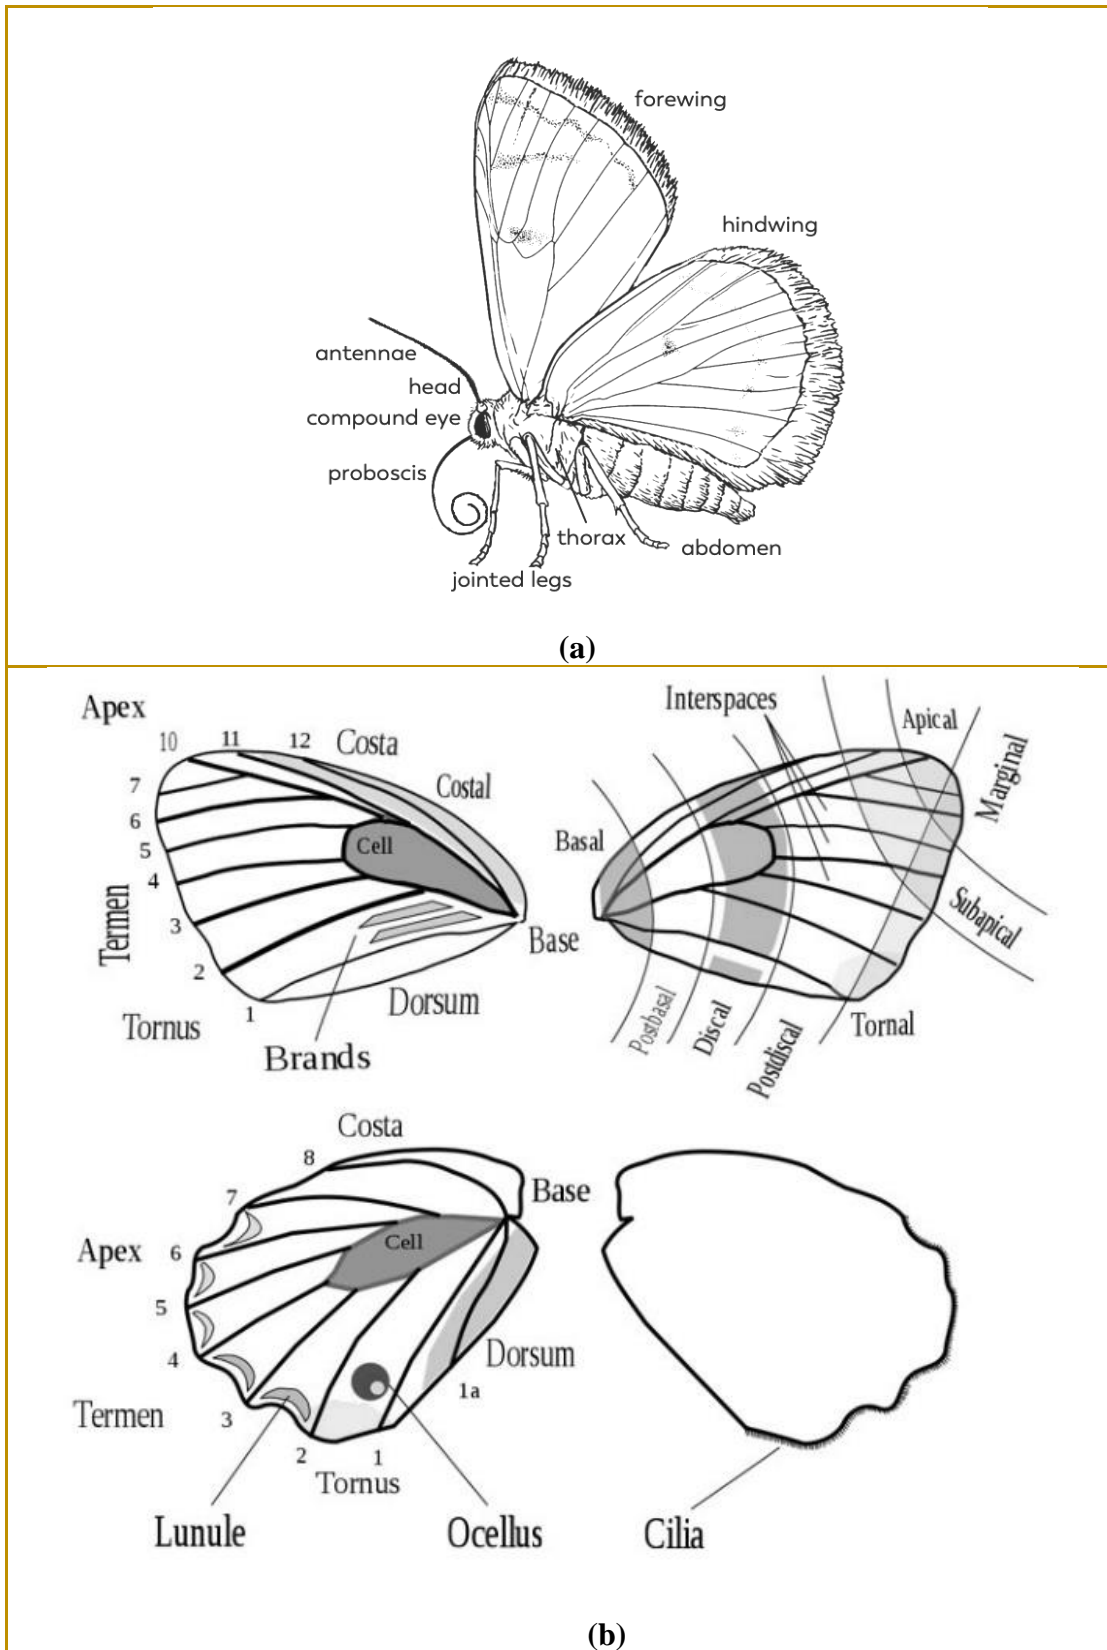 forewing
hindwing
antennae
head
compound eye
proboscis
thorax
abdomen
jointed legs
(a)
Apex
10
11
12
Costa
Costal
7
6
5
4
3
2
1
Cell
Termen
Tornus
Base
Dorsum
Brands
Interspaces
Apical
Marginal
Basal
Subapical
Postbasal
Discal
Postdiscal
Tornal
Costa
8
7
Base
Apex
6
Cell
5
4
Dorsum
1a
Termen
3
2
1
Tornus
Lunule
Ocellus
Cilia
(b)